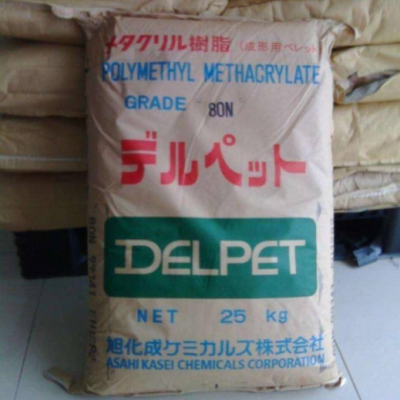 メタクリル樹脂(成形用ペレット)
POLYMETHYL METHACRYLATE
GRADE 80N
デルペット
DELPET
NET 25 kg
旭化成ケミカルズ株式会社
ASAHI KASEI CHEMICALS CORPORATION